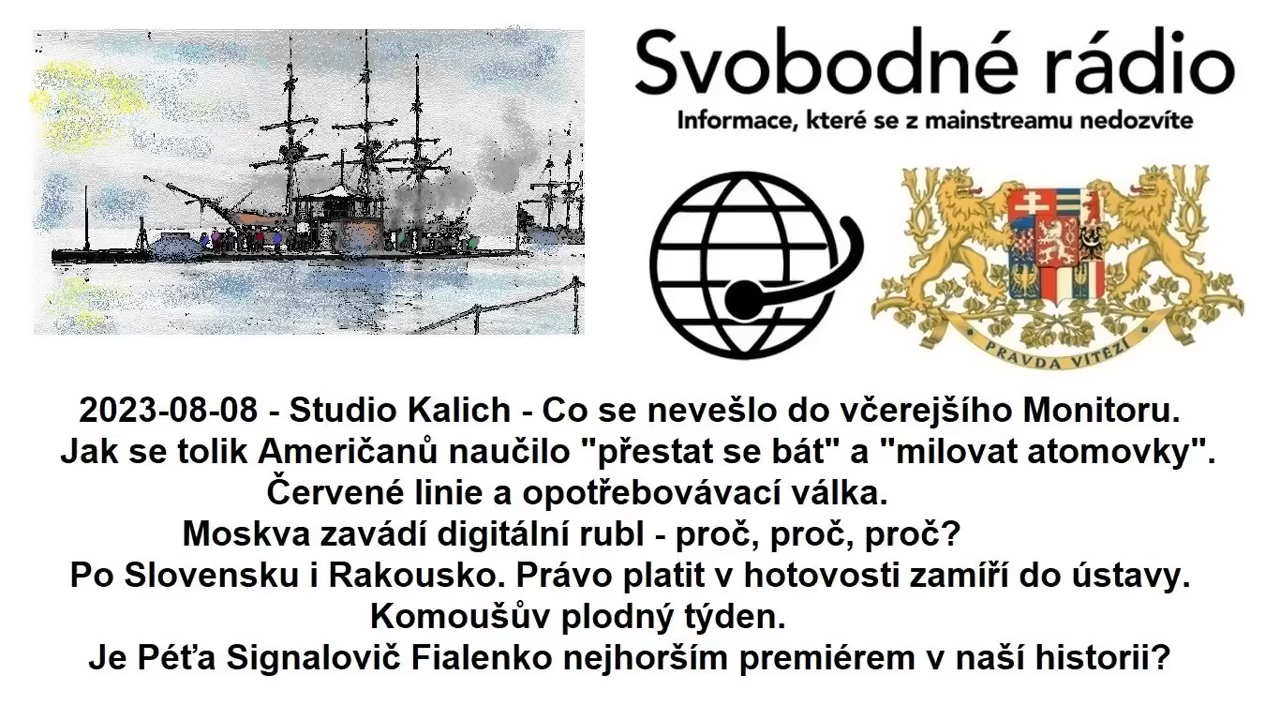 Svobodné rádio
Informace, které se z mainstreamu nedozvíte
PRAVDA VÍTĚZÍ
2023-08-08 - Studio Kalich - Co se nevešlo do včerejšího Monitoru.
Jak se tolik Američanů naučilo "přestat se bát" a "milovat atomovky".
Červené linie a opotřebovávací válka.
Moskva zavádí digitální rubl - proč, proč, proč?
Po Slovensku i Rakousko. Právo platit v hotovosti zamíří do ústavy.
Komoušův plodný týden.
Je Péťa Signalovič Fialenko nejhorším premiérem v naší historii?